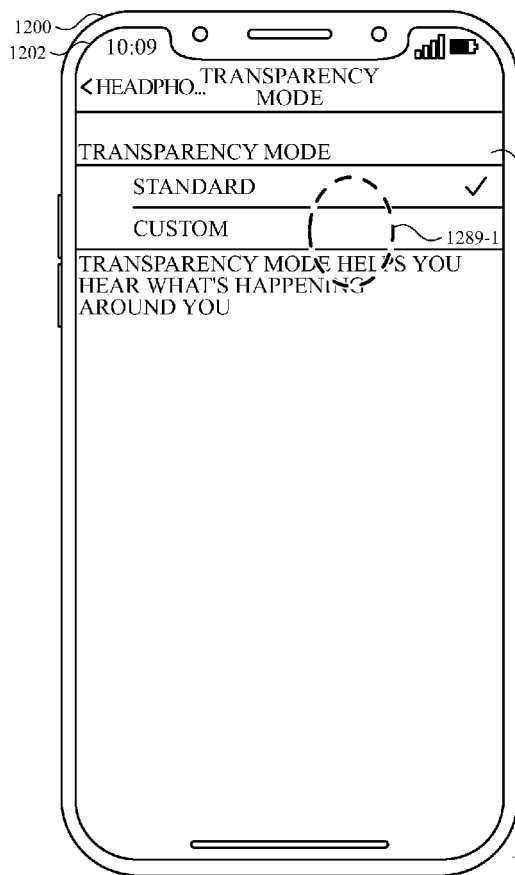 1200
1202
10:09
<HEADPHO... TRANSPARENCY
MODE
TRANSPARENCY MODE
STANDARD ✓
CUSTOM
1289-1
TRANSPARENCY MODE HELPS YOU
HEAR WHAT'S HAPPENING
AROUND YOU